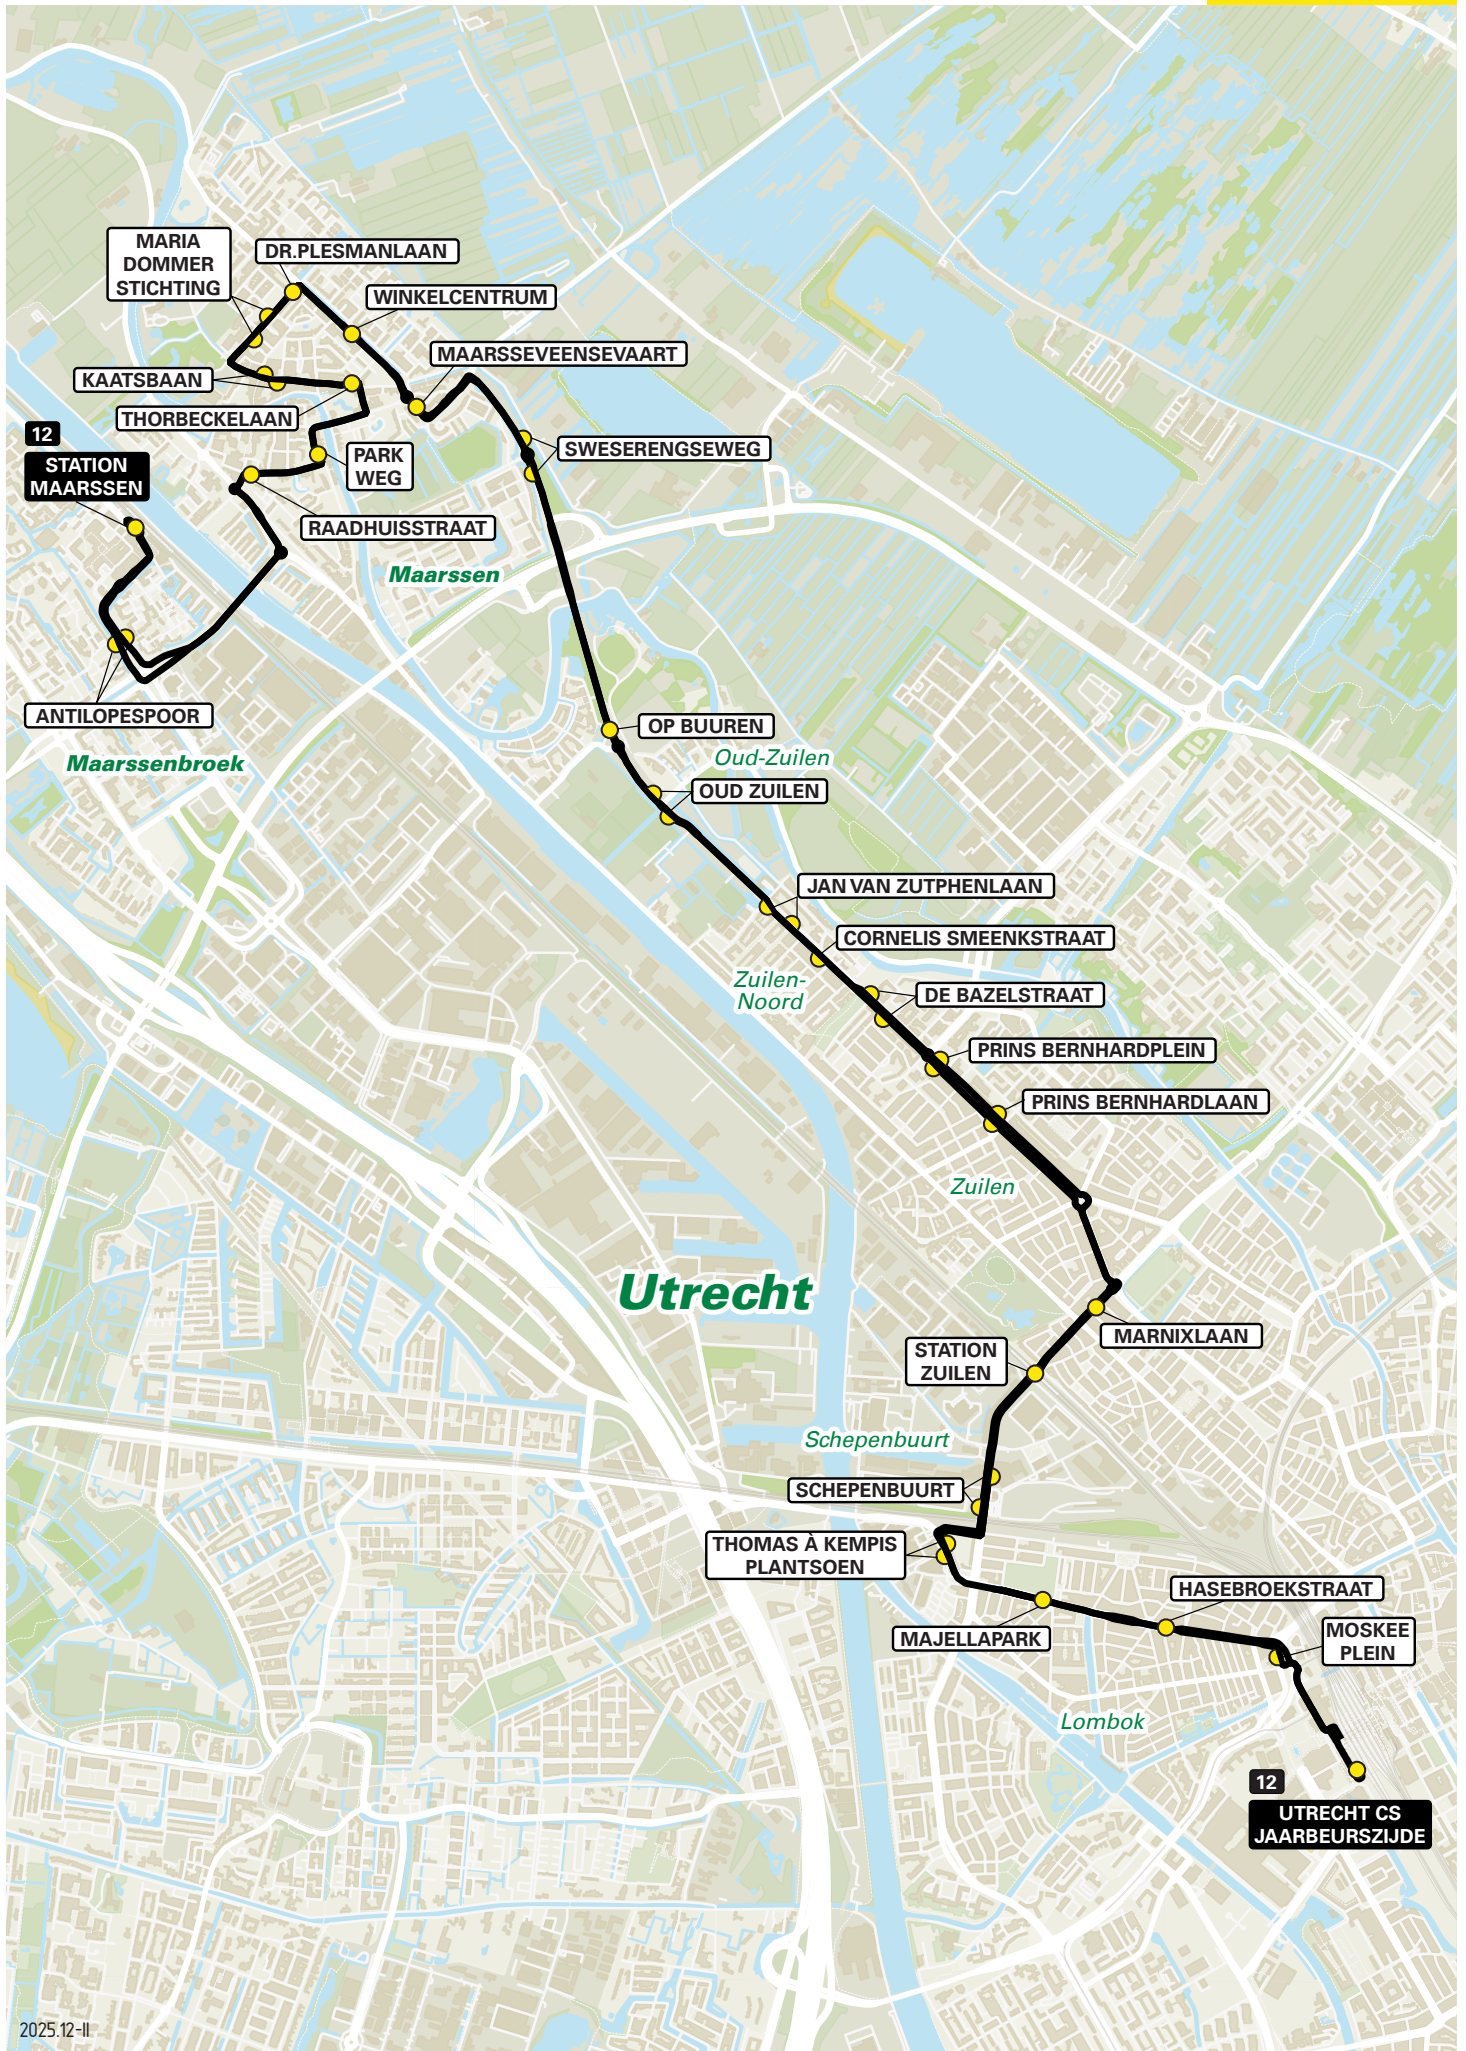 MARIA
DOMMER
STICHTING
DR.PLESMANLAAN
WINKELCENTRUM
MAARSSEVEENSEVAART
KAATSBAAN
THORBECKELAAN
12
STATION
MAARSSEN
PARK
WEG
SWESERENGSEWEG
RAADHUISSTRAAT
Maarssen
ANTILOPESPOOR
Maarssenbroek
OP BUUREN
Oud-Zuilen
OUD ZUILEN
JAN VAN ZUTPHENLAAN
CORNELIS SMEENKSTRAAT
Zuilen-
Noord
DE BAZELSTRAAT
PRINS BERNHARDPLEIN
PRINS BERNHARDLAAN
Zuilen
Utrecht
MARNIXLAAN
STATION
ZUILEN
Schepenbuurt
SCHEPENBUURT
THOMAS À KEMPIS
PLANTSOEN
HASEBROEKSTRAAT
MAJELLAPARK
MOSKEE
PLEIN
Lombok
12
UTRECHT CS
JAARBEURSZIJDE
2025.12-II